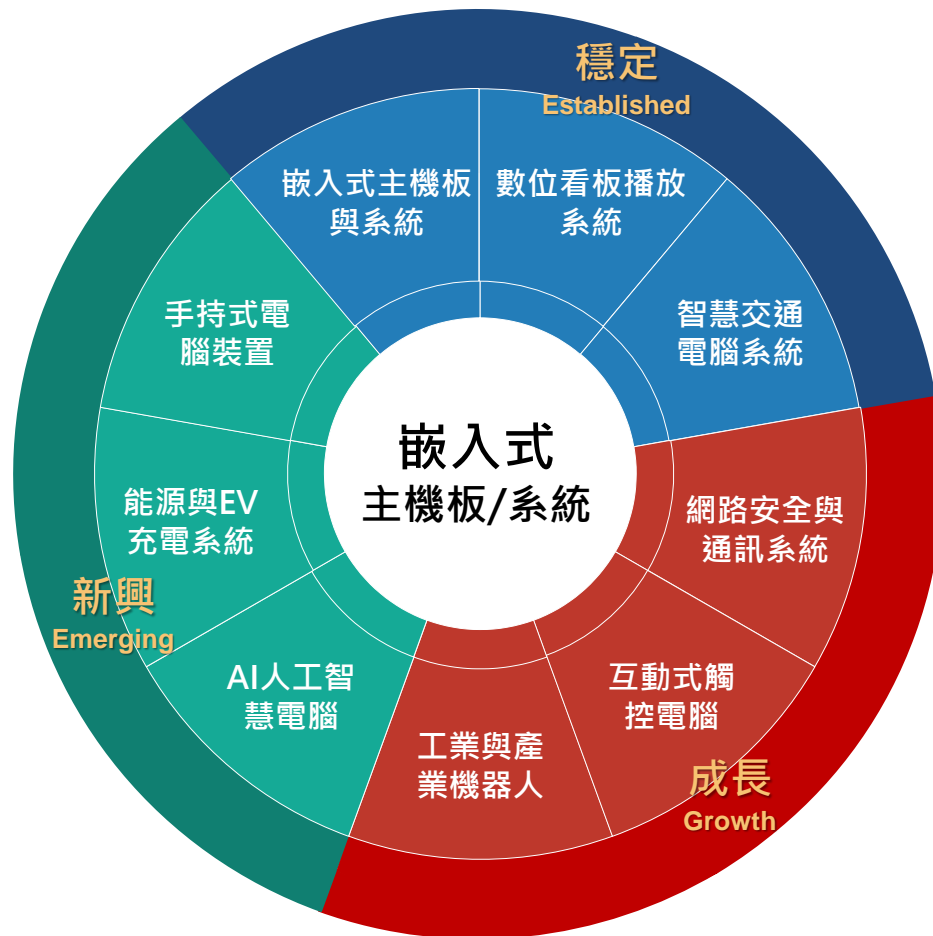 穩定
Established
嵌入式主機板
與系統
數位看板播放
系統
智慧交通
電腦系統
手持式電
腦裝置
嵌入式
主機板/系統
能源與EV
充電系統
網路安全與
通訊系統
新興
Emerging
AI人工智
慧電腦
互動式觸
控電腦
工業與產
業機器人
成長
Growth